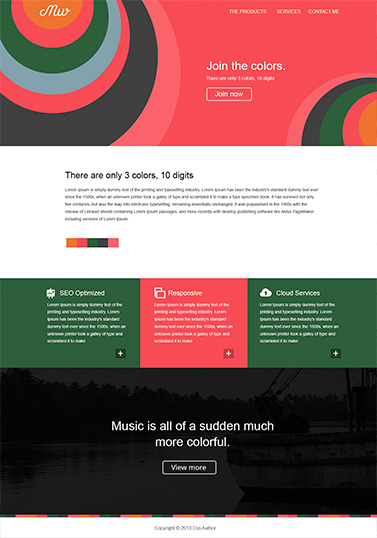 Mw
THE PRODUCTS SERVICES CONTACT ME
Join the colors.
There are only 3 colors, 10 digits
Join now
There are only 3 colors, 10 digits
Lorem Ipsum is simply dummy text of the printing and typesetting industry. Lorem Ipsum has been the industry's standard dummy text ever
since the 1500s, when an unknown printer took a galley of type and scrambled it to make a type specimen book. It has survived not only
five centuries, but also the leap into electronic typesetting, remaining essentially unchanged. It was popularised in the 1960s with the
release of Letraset sheets containing Lorem Ipsum passages, and more recently with desktop publishing software like Aldus PageMaker
including versions of Lorem Ipsum.
SEO Optimized
Lorem Ipsum is simply dummy text of the
printing and typesetting industry. Lorem
Ipsum has been the industry's standard
dummy text ever since the 1500s, when an
unknown printer took a galley of type and
scrambled it to make
+
Responsive
Lorem Ipsum is simply dummy text of the
printing and typesetting industry. Lorem
Ipsum has been the industry's standard
dummy text ever since the 1500s, when an
unknown printer took a galley of type and
scrambled it to make
+
Cloud Services
Lorem Ipsum is simply dummy text of the
printing and typesetting industry. Lorem
Ipsum has been the industry's standard
dummy text ever since the 1500s, when an
unknown printer took a galley of type and
scrambled it to make
+
Music is all of a sudden much
more colorful.
View more
Copyright © 2013 Css Author